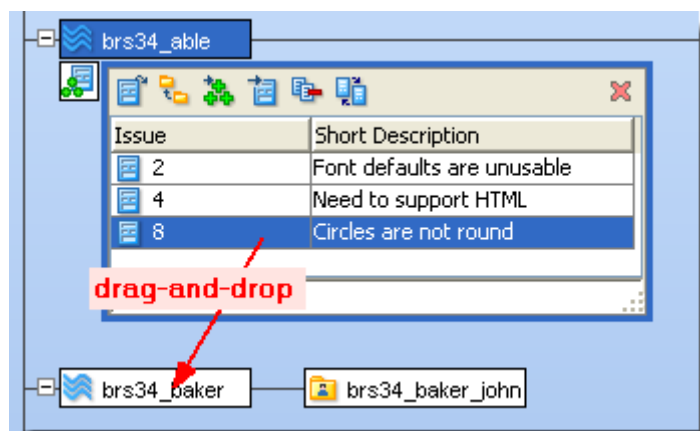 brs34_able
Issue Short Description
2 Font defaults are unusable
4 Need to support HTML
8 Circles are not round
drag-and-drop
brs34_baker brs34_baker_john